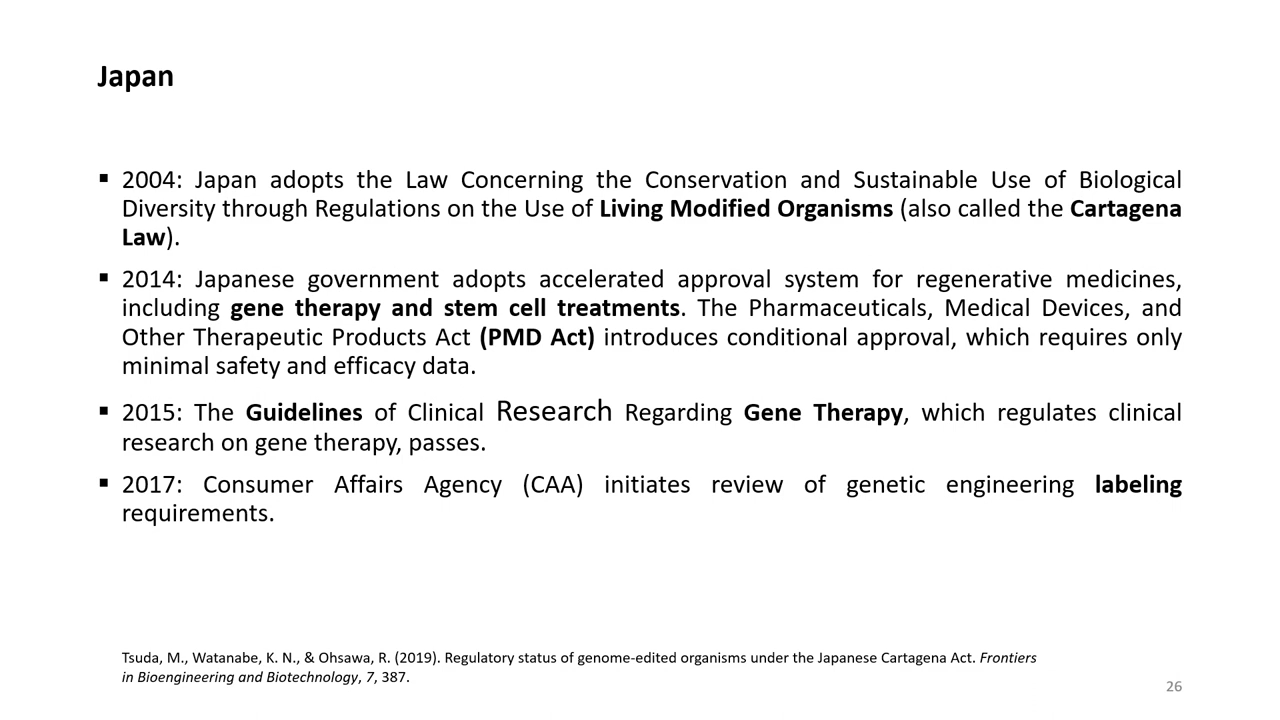 Japan
▪ 2004: Japan adopts the Law Concerning the Conservation and Sustainable Use of Biological
Diversity through Regulations on the Use of Living Modified Organisms (also called the Cartagena
Law).
▪ 2014: Japanese government adopts accelerated approval system for regenerative medicines,
including gene therapy and stem cell treatments. The Pharmaceuticals, Medical Devices, and
Other Therapeutic Products Act (PMD Act) introduces conditional approval, which requires only
minimal safety and efficacy data.
▪ 2015: The Guidelines of Clinical Research Regarding Gene Therapy, which regulates clinical
research on gene therapy, passes.
▪ 2017: Consumer Affairs Agency (CAA) initiates review of genetic engineering labeling
requirements.
Tsuda, M., Watanabe, K. N., & Ohsawa, R. (2019). Regulatory status of genome-edited organisms under the Japanese Cartagena Act. Frontiers
in Bioengineering and Biotechnology, 7, 387.
26